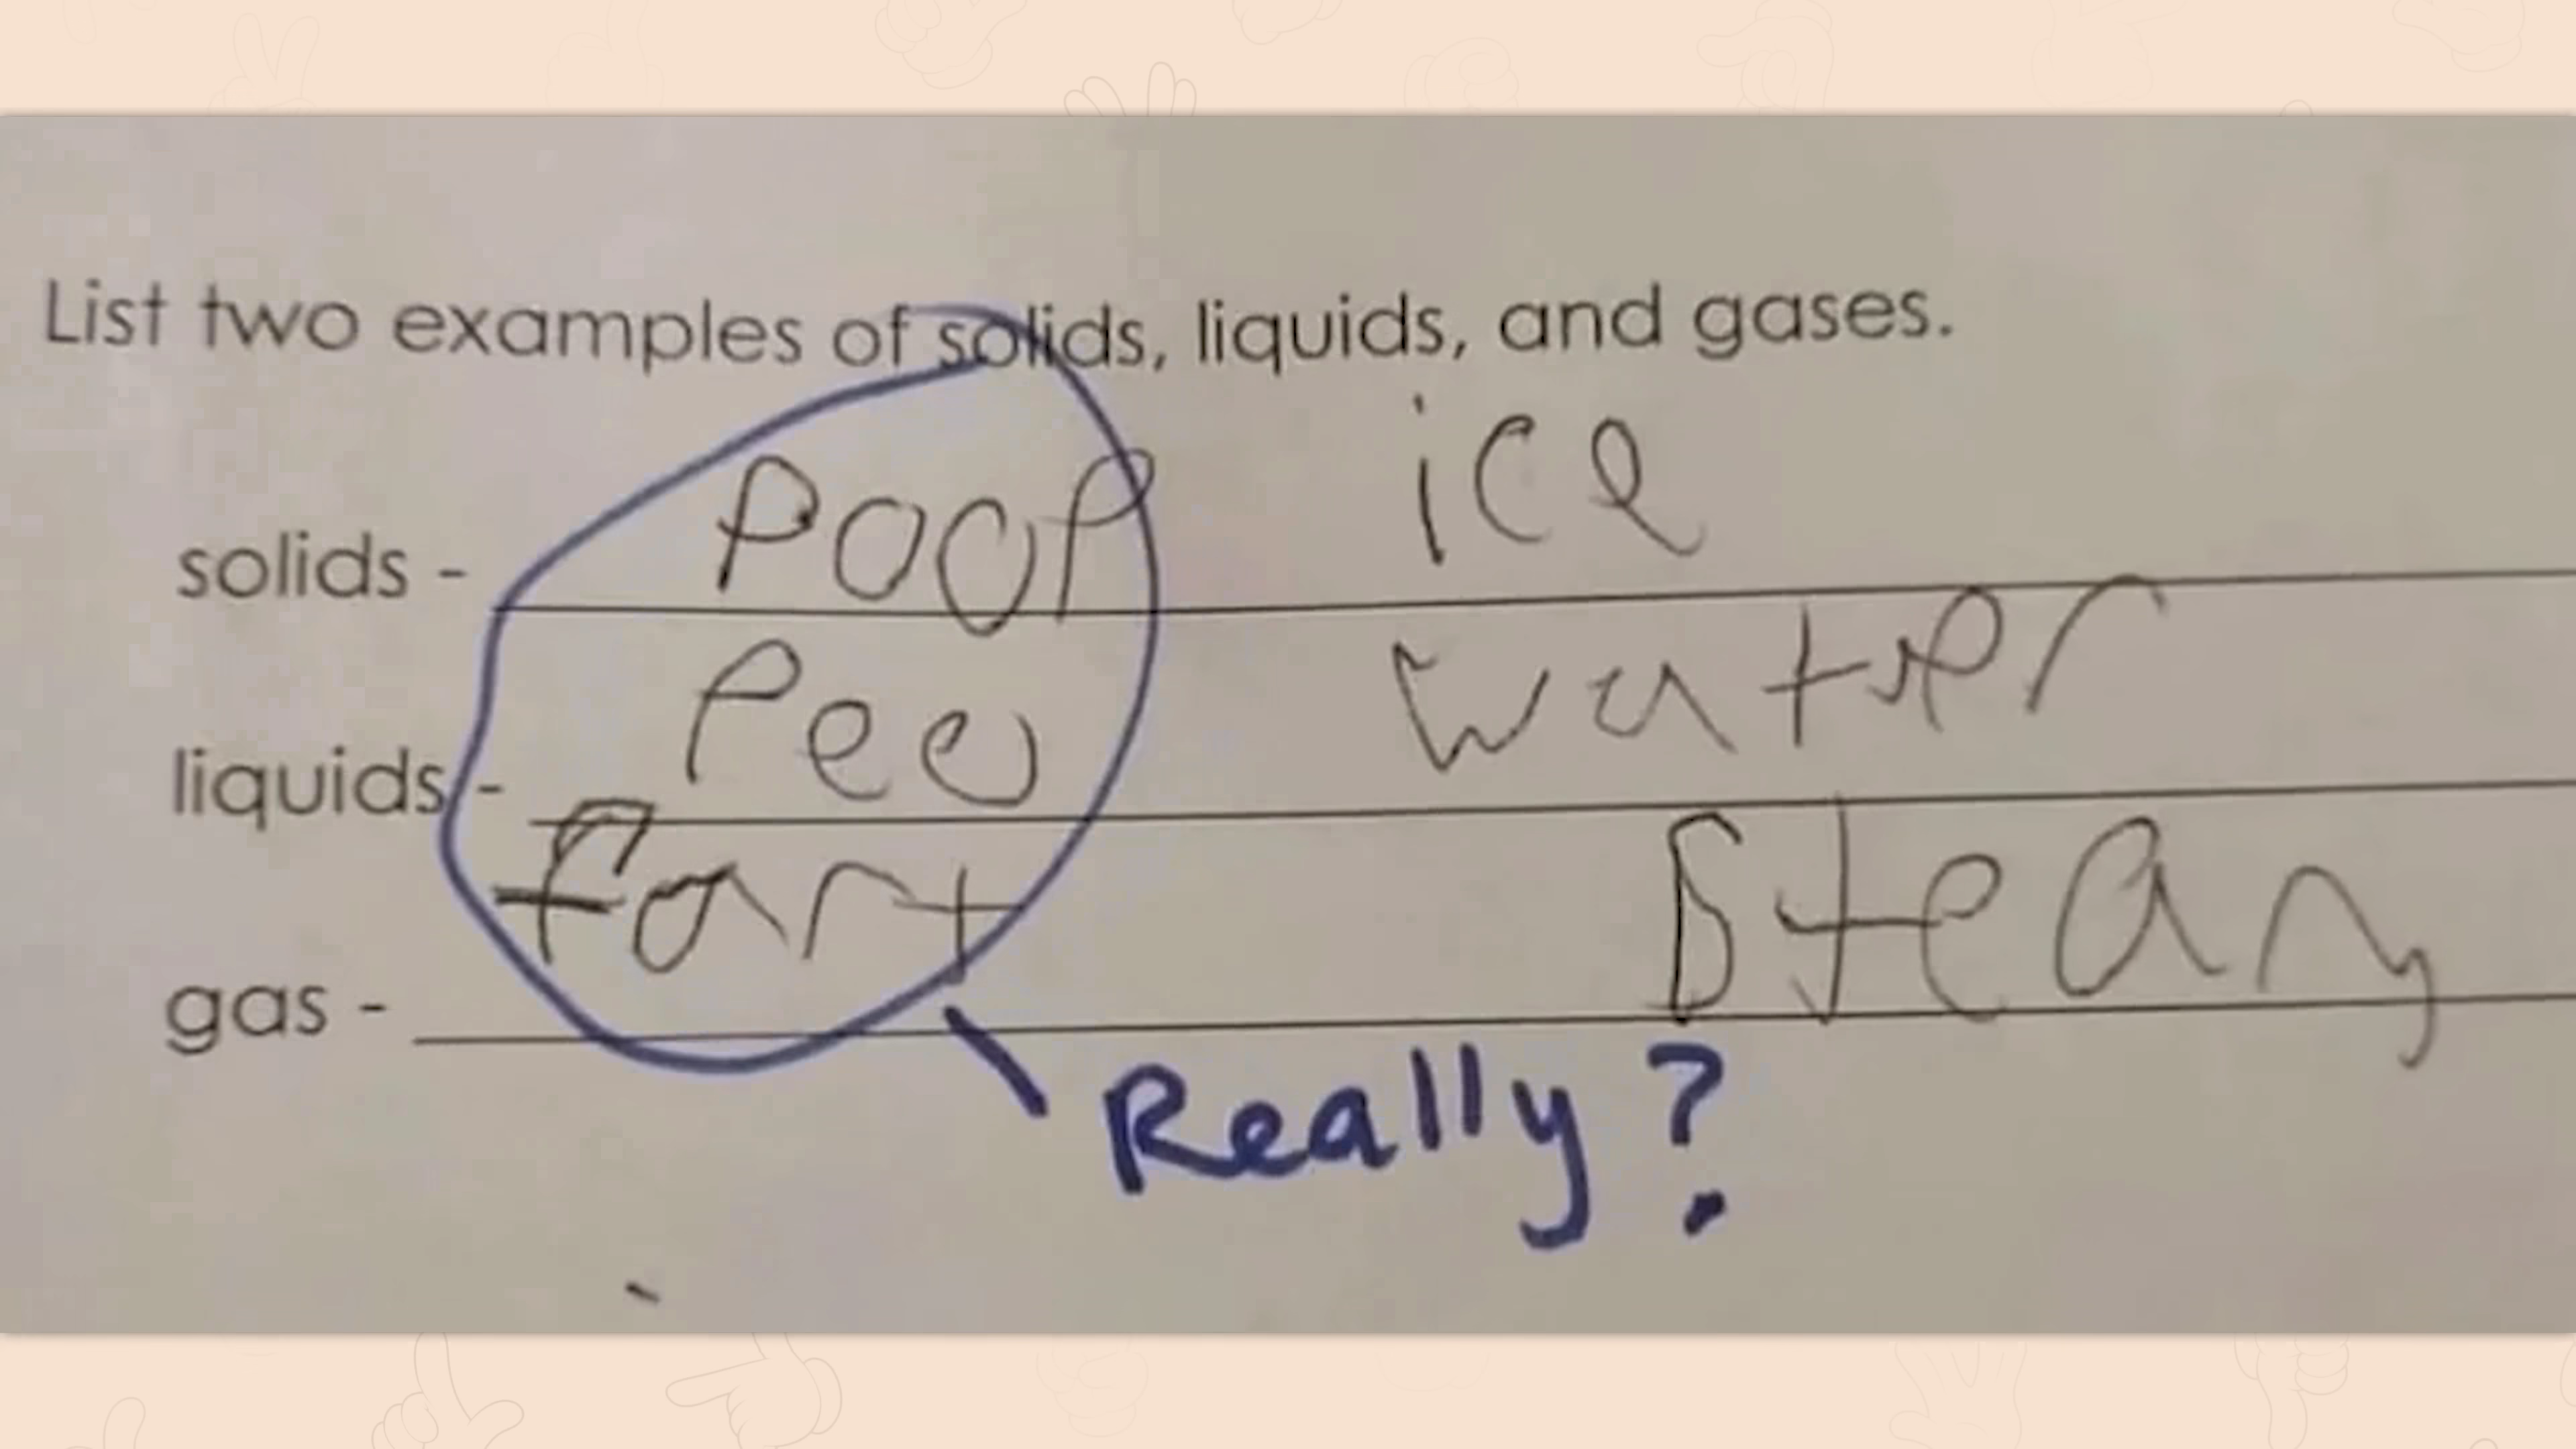 List two examples of solids, liquids, and gases.
solids - Poop ice
liquids - Pee water
gas - fart Steam
Really?